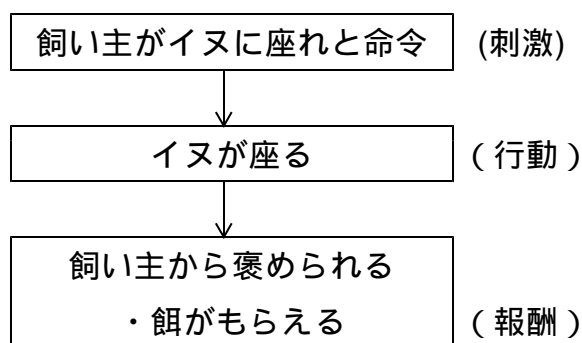 飼い主がイヌに座れと命令 (刺激)
イヌが座る （行動）
飼い主から褒められる
・餌がもらえる （報酬）